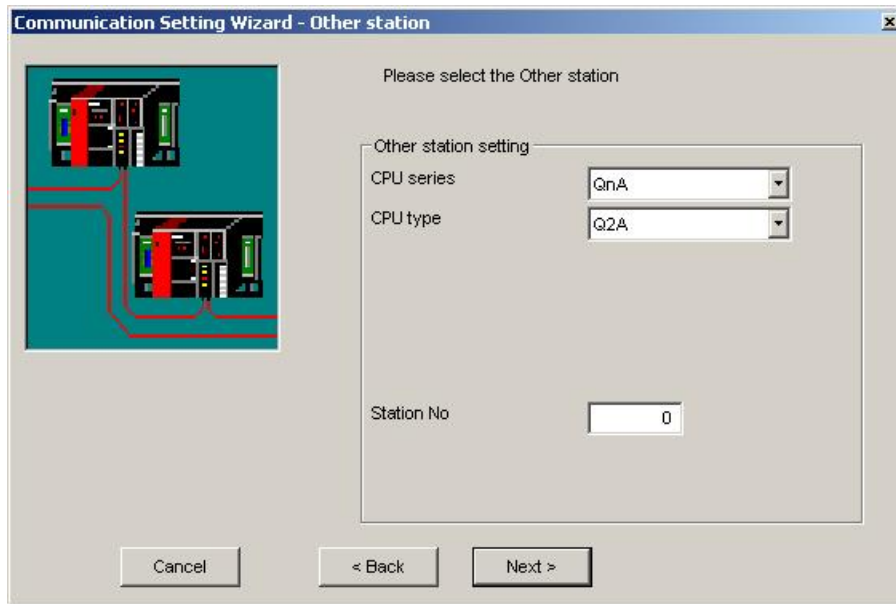 Communication Setting Wizard - Other station
Please select the Other station
Other station setting
CPU series QnA
CPU type Q2A
Station No 0
Cancel < Back Next >